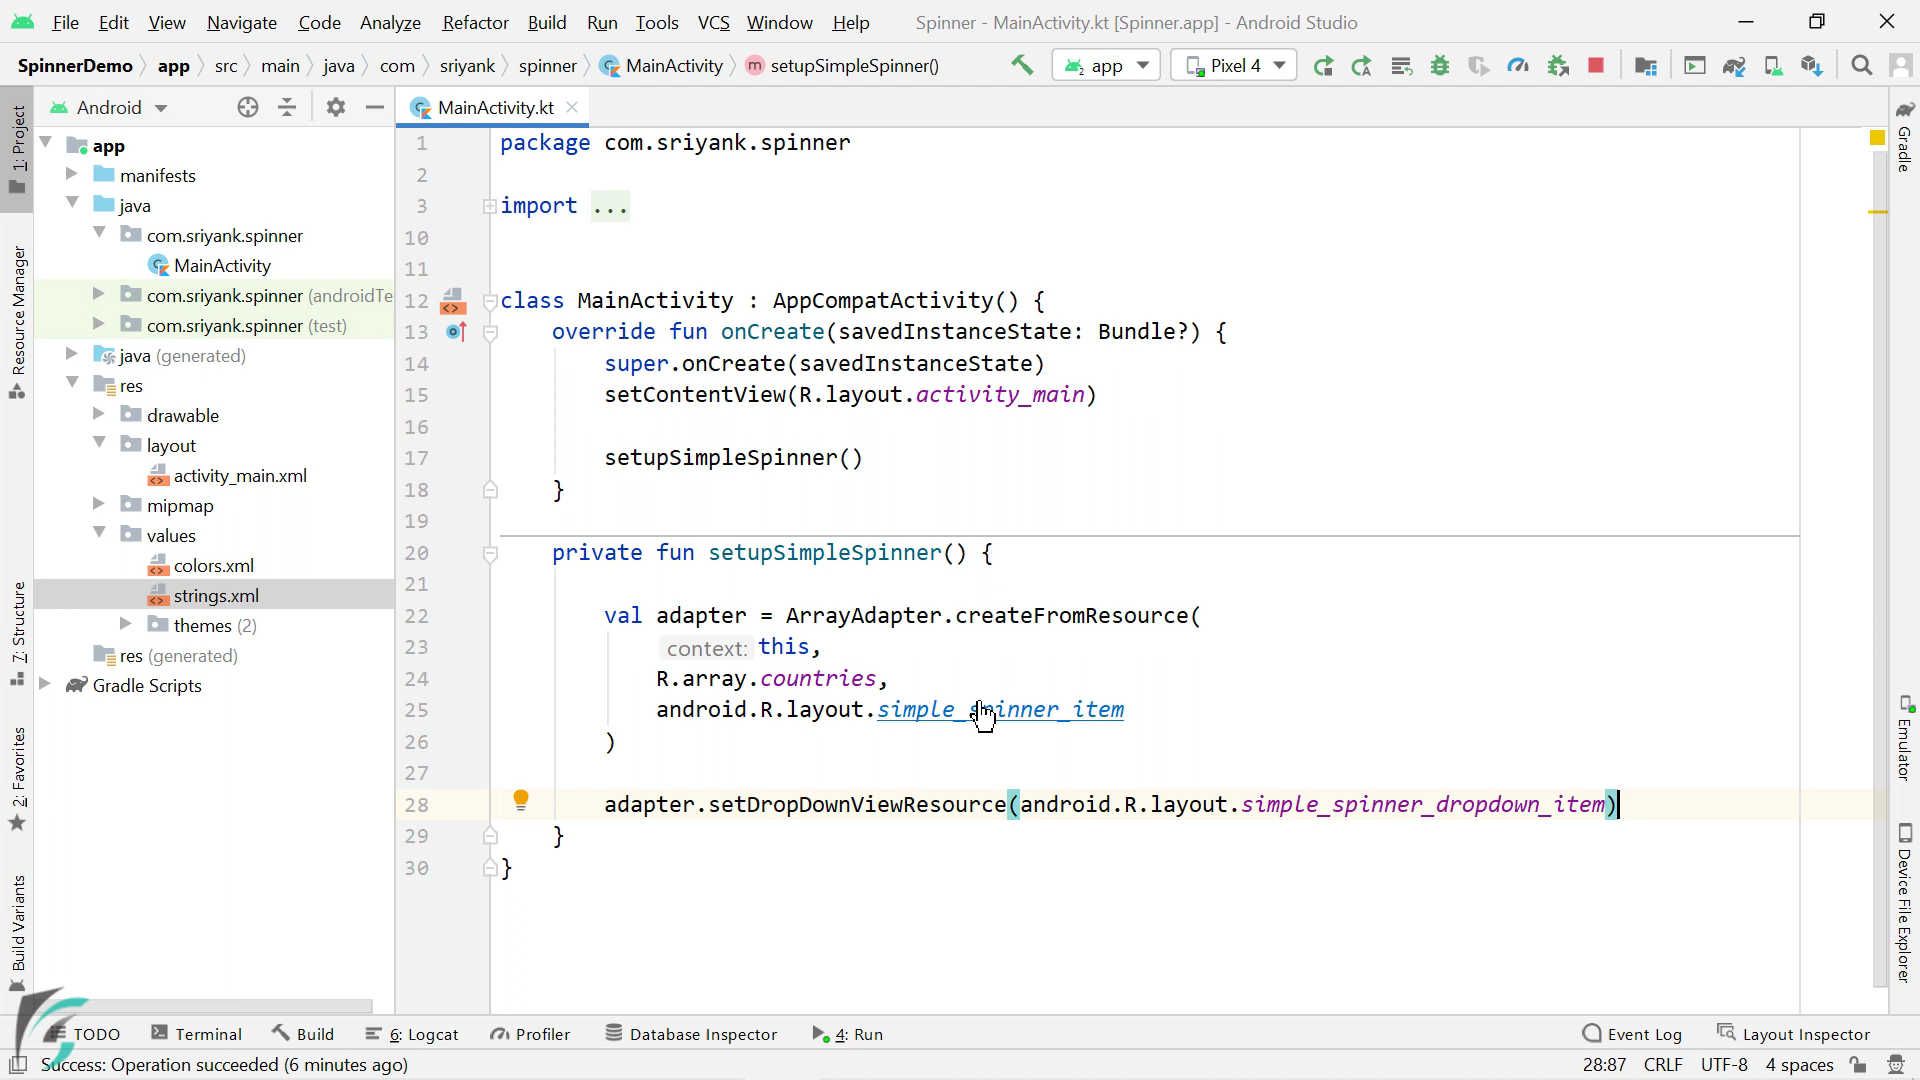 File Edit View Navigate Code Analyze Refactor Build Run Tools VCS Window Help Spinner - MainActivity.kt [Spinner.app] - Android Studio
SpinnerDemo app src main java com sriyank spinner MainActivity setupSimpleSpinner() app Pixel 4
Android MainActivity.kt
1: Project
Resource Manager
7: Structure
2: Favorites
Build Variants
app
manifests
java
com.sriyank.spinner
MainActivity
com.sriyank.spinner (androidTe
com.sriyank.spinner (test)
java (generated)
res
drawable
layout
activity_main.xml
mipmap
values
colors.xml
strings.xml
themes (2)
res (generated)
Gradle Scripts
1 package com.sriyank.spinner
2
3 import ...
10
11
12 class MainActivity : AppCompatActivity() {
13 override fun onCreate(savedInstanceState: Bundle?) {
14 super.onCreate(savedInstanceState)
15 setContentView(R.layout.activity_main)
16
17 setupSimpleSpinner()
18 }
19
20 private fun setupSimpleSpinner() {
21
22 val adapter = ArrayAdapter.createFromResource(
23 context: this,
24 R.array.countries,
25 android.R.layout.simple_spinner_item
26 )
27
28 adapter.setDropDownViewResource(android.R.layout.simple_spinner_dropdown_item)
29 }
30 }
Gradle
Emulator
Device File Explorer
TODO Terminal Build 6: Logcat Profiler Database Inspector 4: Run Event Log Layout Inspector
Success: Operation succeeded (6 minutes ago) 28:87 CRLF UTF-8 4 spaces